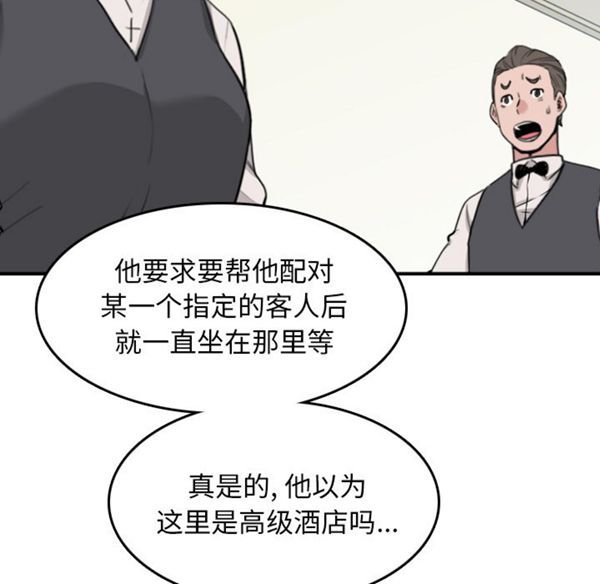 他要求要帮他配对
某一个指定的客人后
就一直坐在那里等
真是的,他以为
这里是高级酒店吗...